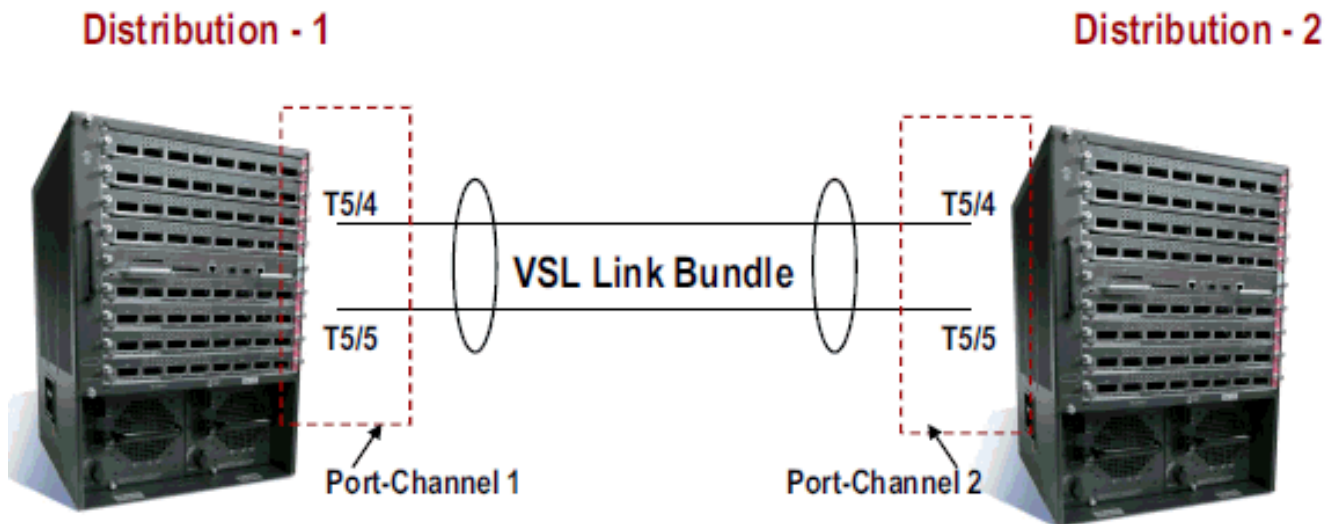 Distribution - 1
Distribution - 2
T5/4
T5/4
VSL Link Bundle
T5/5
T5/5
Port-Channel 1
Port-Channel 2